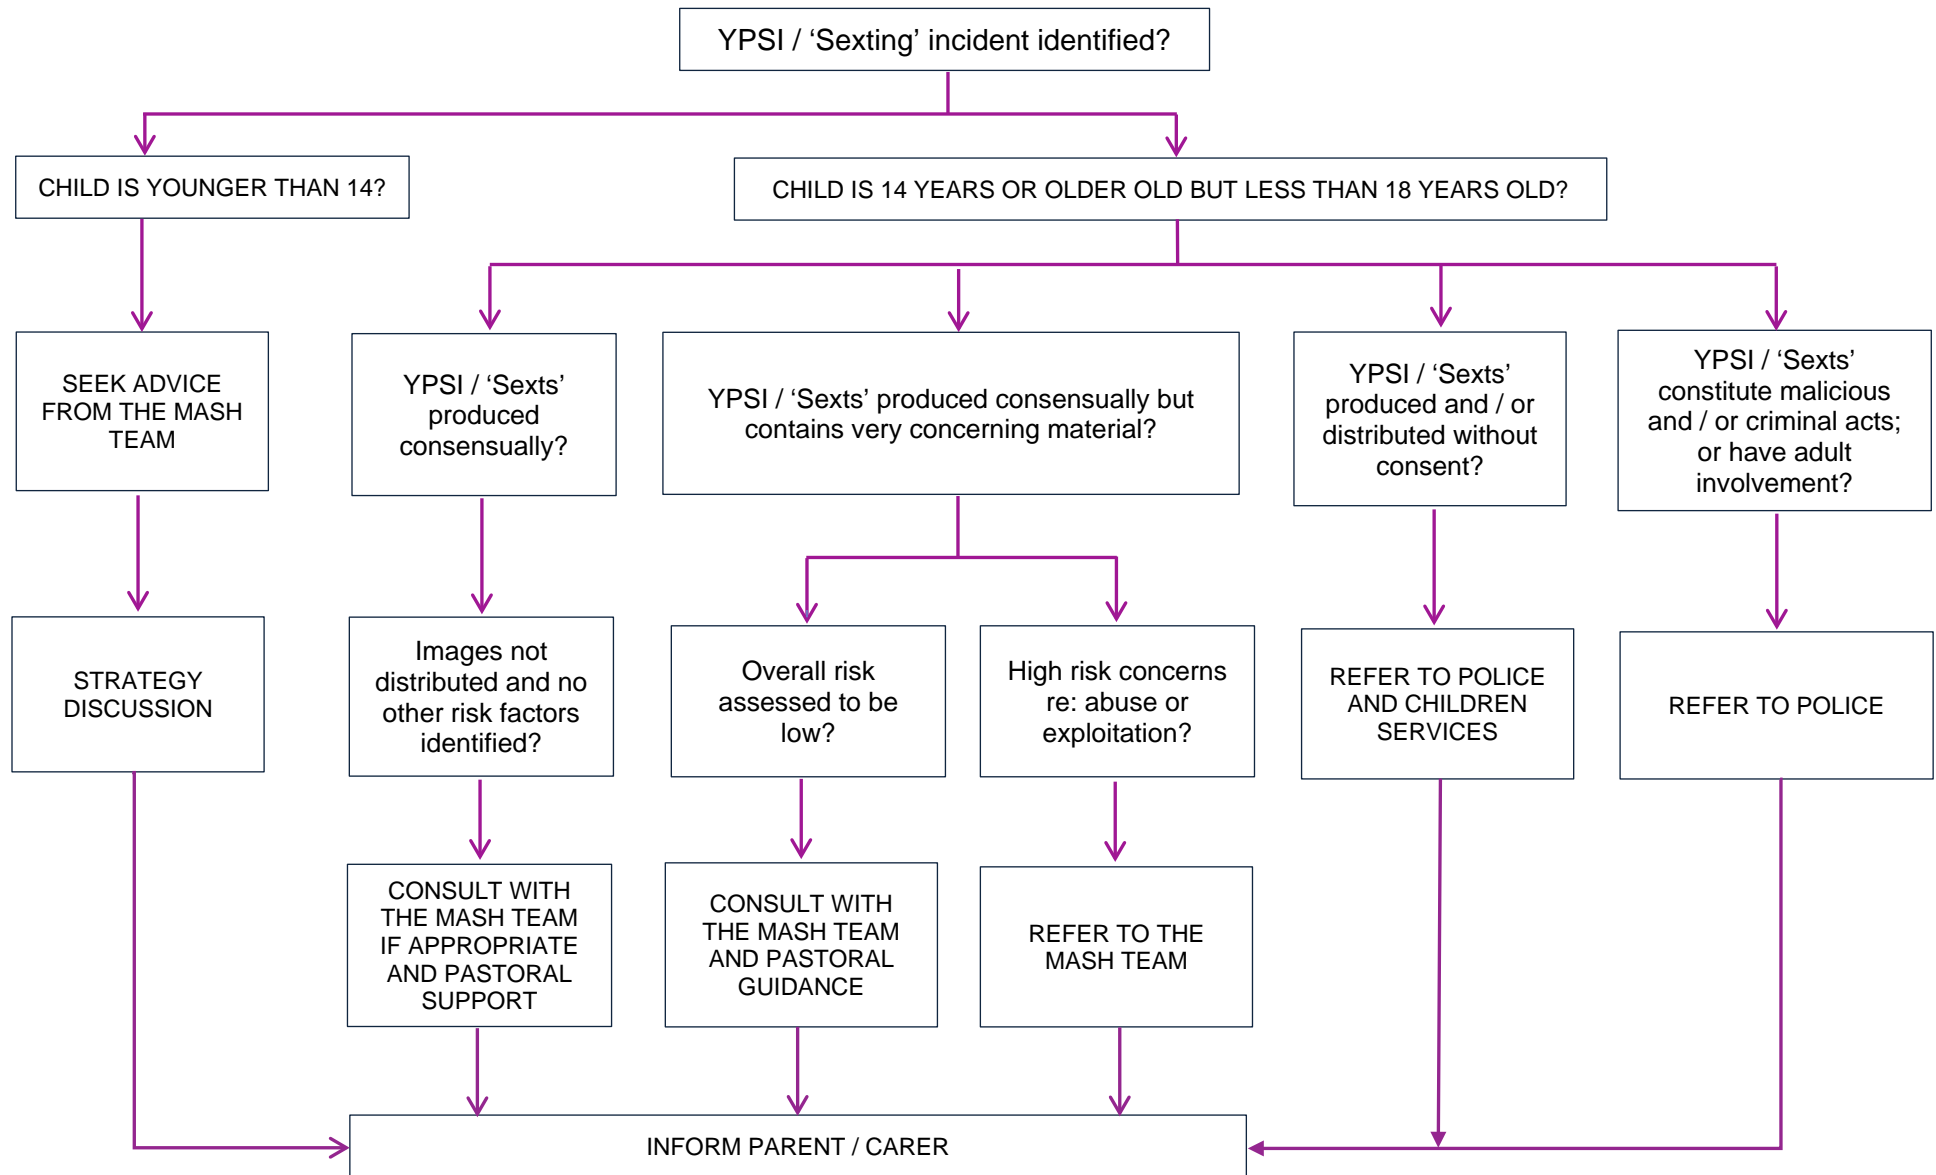 YPSI / ‘Sexting’ incident identified?
CHILD IS YOUNGER THAN 14?
CHILD IS 14 YEARS OR OLDER OLD BUT LESS THAN 18 YEARS OLD?
SEEK ADVICE
FROM THE MASH
TEAM
YPSI / ‘Sexts’
produced
consensually?
YPSI / ‘Sexts’ produced consensually but
contains very concerning material?
YPSI / ‘Sexts’
produced and / or
distributed without
consent?
YPSI / ‘Sexts’
constitute malicious
and / or criminal acts;
or have adult
involvement?
STRATEGY
DISCUSSION
Images not
distributed and no
other risk factors
identified?
Overall risk
assessed to be
low?
High risk concerns
re: abuse or
exploitation?
REFER TO POLICE
AND CHILDREN
SERVICES
REFER TO POLICE
CONSULT WITH
THE MASH TEAM
IF APPROPRIATE
AND PASTORAL
SUPPORT
CONSULT WITH
THE MASH TEAM
AND PASTORAL
GUIDANCE
REFER TO THE
MASH TEAM
INFORM PARENT / CARER